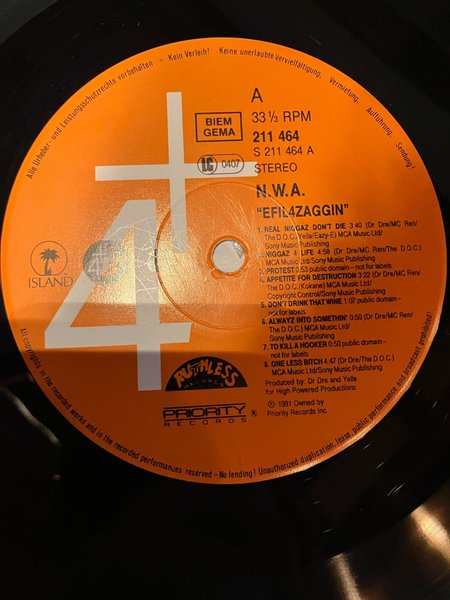 Alle Urheber- und Leistungsschutzrechte vorbehalten – Kein Verleih! Keine unerlaubte Vervielfältigung, Vermietung, Aufführung, Sendung!
A
BIEM
GEMA
33 ⅓ RPM
211 464
S 211 464 A
LC 0407
STEREO
N.W.A.
"EFIL4ZAGGIN"
1. REAL NIGGAZ DON'T DIE 3:40 (Dr Dre/MC Ren/
The D.O.C./Yella/Eazy-E) MCA Music Ltd/
Sony Music Publishing
2. NIGGAZ 4 LIFE 4:58 (Dr Dre/MC Ren/The D.O.C.)
MCA Music Ltd/Sony Music Publishing
3. PROTEST 0:53 public domain – not for labels
4. APPETITE FOR DESTRUCTION 3:22 (Dr Dre/MC Ren/
The D.O.C./Kokane) MCA Music Ltd/
Copyright Control/Sony Music Publishing
5. DON'T DRINK THAT WINE 1:07 public domain –
not for labels
6. ALWAYZ INTO SOMETHIN' 0:50 (Dr Dre/MC Ren/
The D.O.C.) MCA Music Ltd/
Sony Music Publishing
7. TO KILL A HOOKER 0:50 public domain –
not for labels
8. ONE LESS BITCH 4:47 (Dr Dre/The D.O.C.)
MCA Music Ltd/Sony Music Publishing
Produced by: Dr Dre and Yella
for High Powered Productions
℗ © 1991 Owned by
Priority Records Inc.
ISLAND
4
RUTHLESS
RECORDS
PRIORITY ®
RECORDS
All copyrights in the recorded works and in the recorded performances reserved – No lending! Unauthorized duplication, lease, public performance and broadcast prohibited!